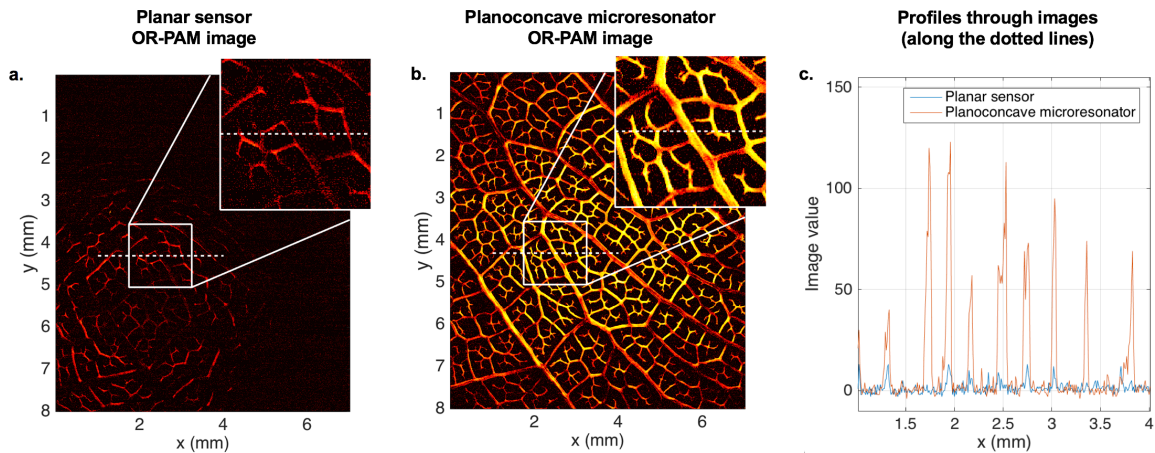 Planar sensor
OR-PAM image
Planoconcave microresonator
OR-PAM image
Profiles through images
(along the dotted lines)
a.
1
2
3
4
5
6
7
8
y (mm)
2
4
6
x (mm)
b.
1
2
3
4
5
6
7
8
y (mm)
2
4
6
x (mm)
c.
150
100
50
0
Image value
Planar sensor
Planoconcave microresonator
1.5
2
2.5
3
3.5
4
x (mm)